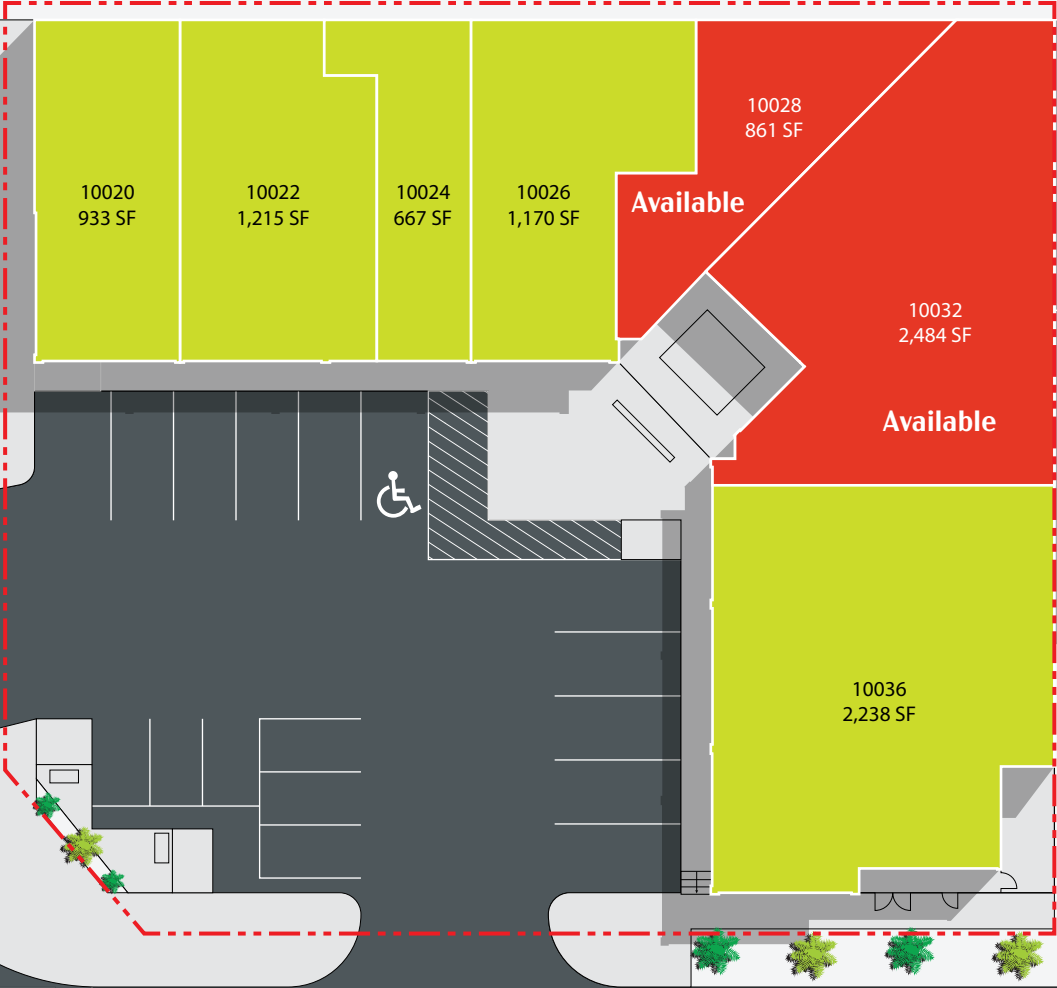 10020
933 SF
10022
1,215 SF
10024
667 SF
10026
1,170 SF
10028
861 SF
Available
10032
2,484 SF
Available
10036
2,238 SF